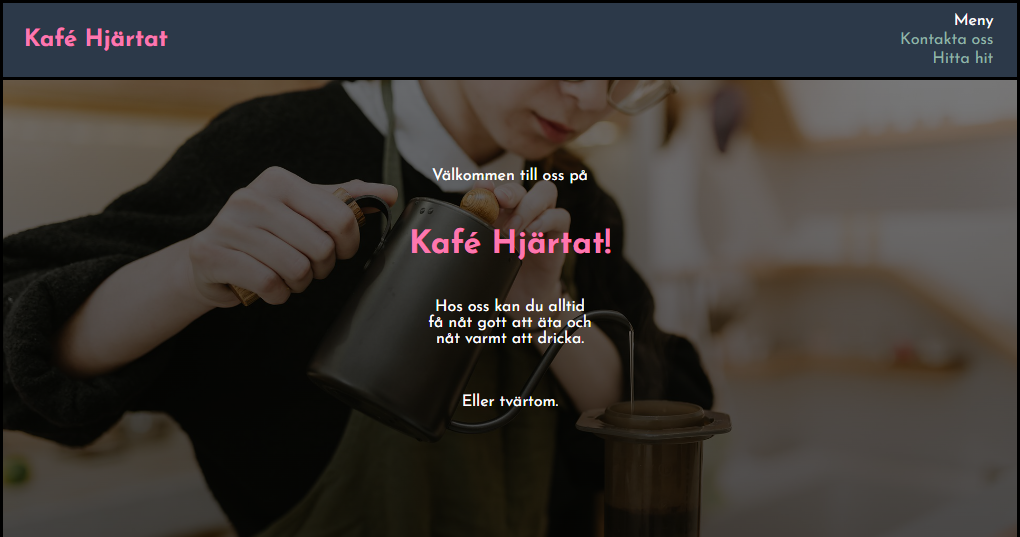 Kafé Hjärtat
Meny
Kontakta oss
Hitta hit
Välkommen till oss på
Kafé Hjärtat!
Hos oss kan du alltid
få nåt gott att äta och
nåt varmt att dricka.
Eller tvärtom.